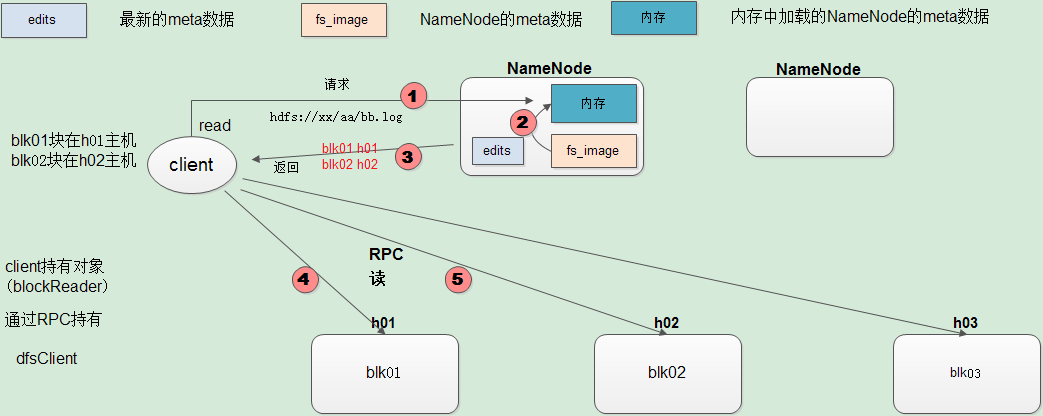 edits
最新的meta数据
fs_image
NameNode的meta数据
内存
内存中加载的NameNode的meta数据
NameNode
NameNode
请求
1
内存
hdfs://xx/aa/bb.log
2
read
edits
fs_image
blk01块在h01主机
blk02块在h02主机
client
返回
blk01 h01
blk02 h02
3
RPC
读
4
5
client持有对象
（blockReader）
通过RPC持有
dfsClient
h01
h02
h03
blk01
blk02
blk03